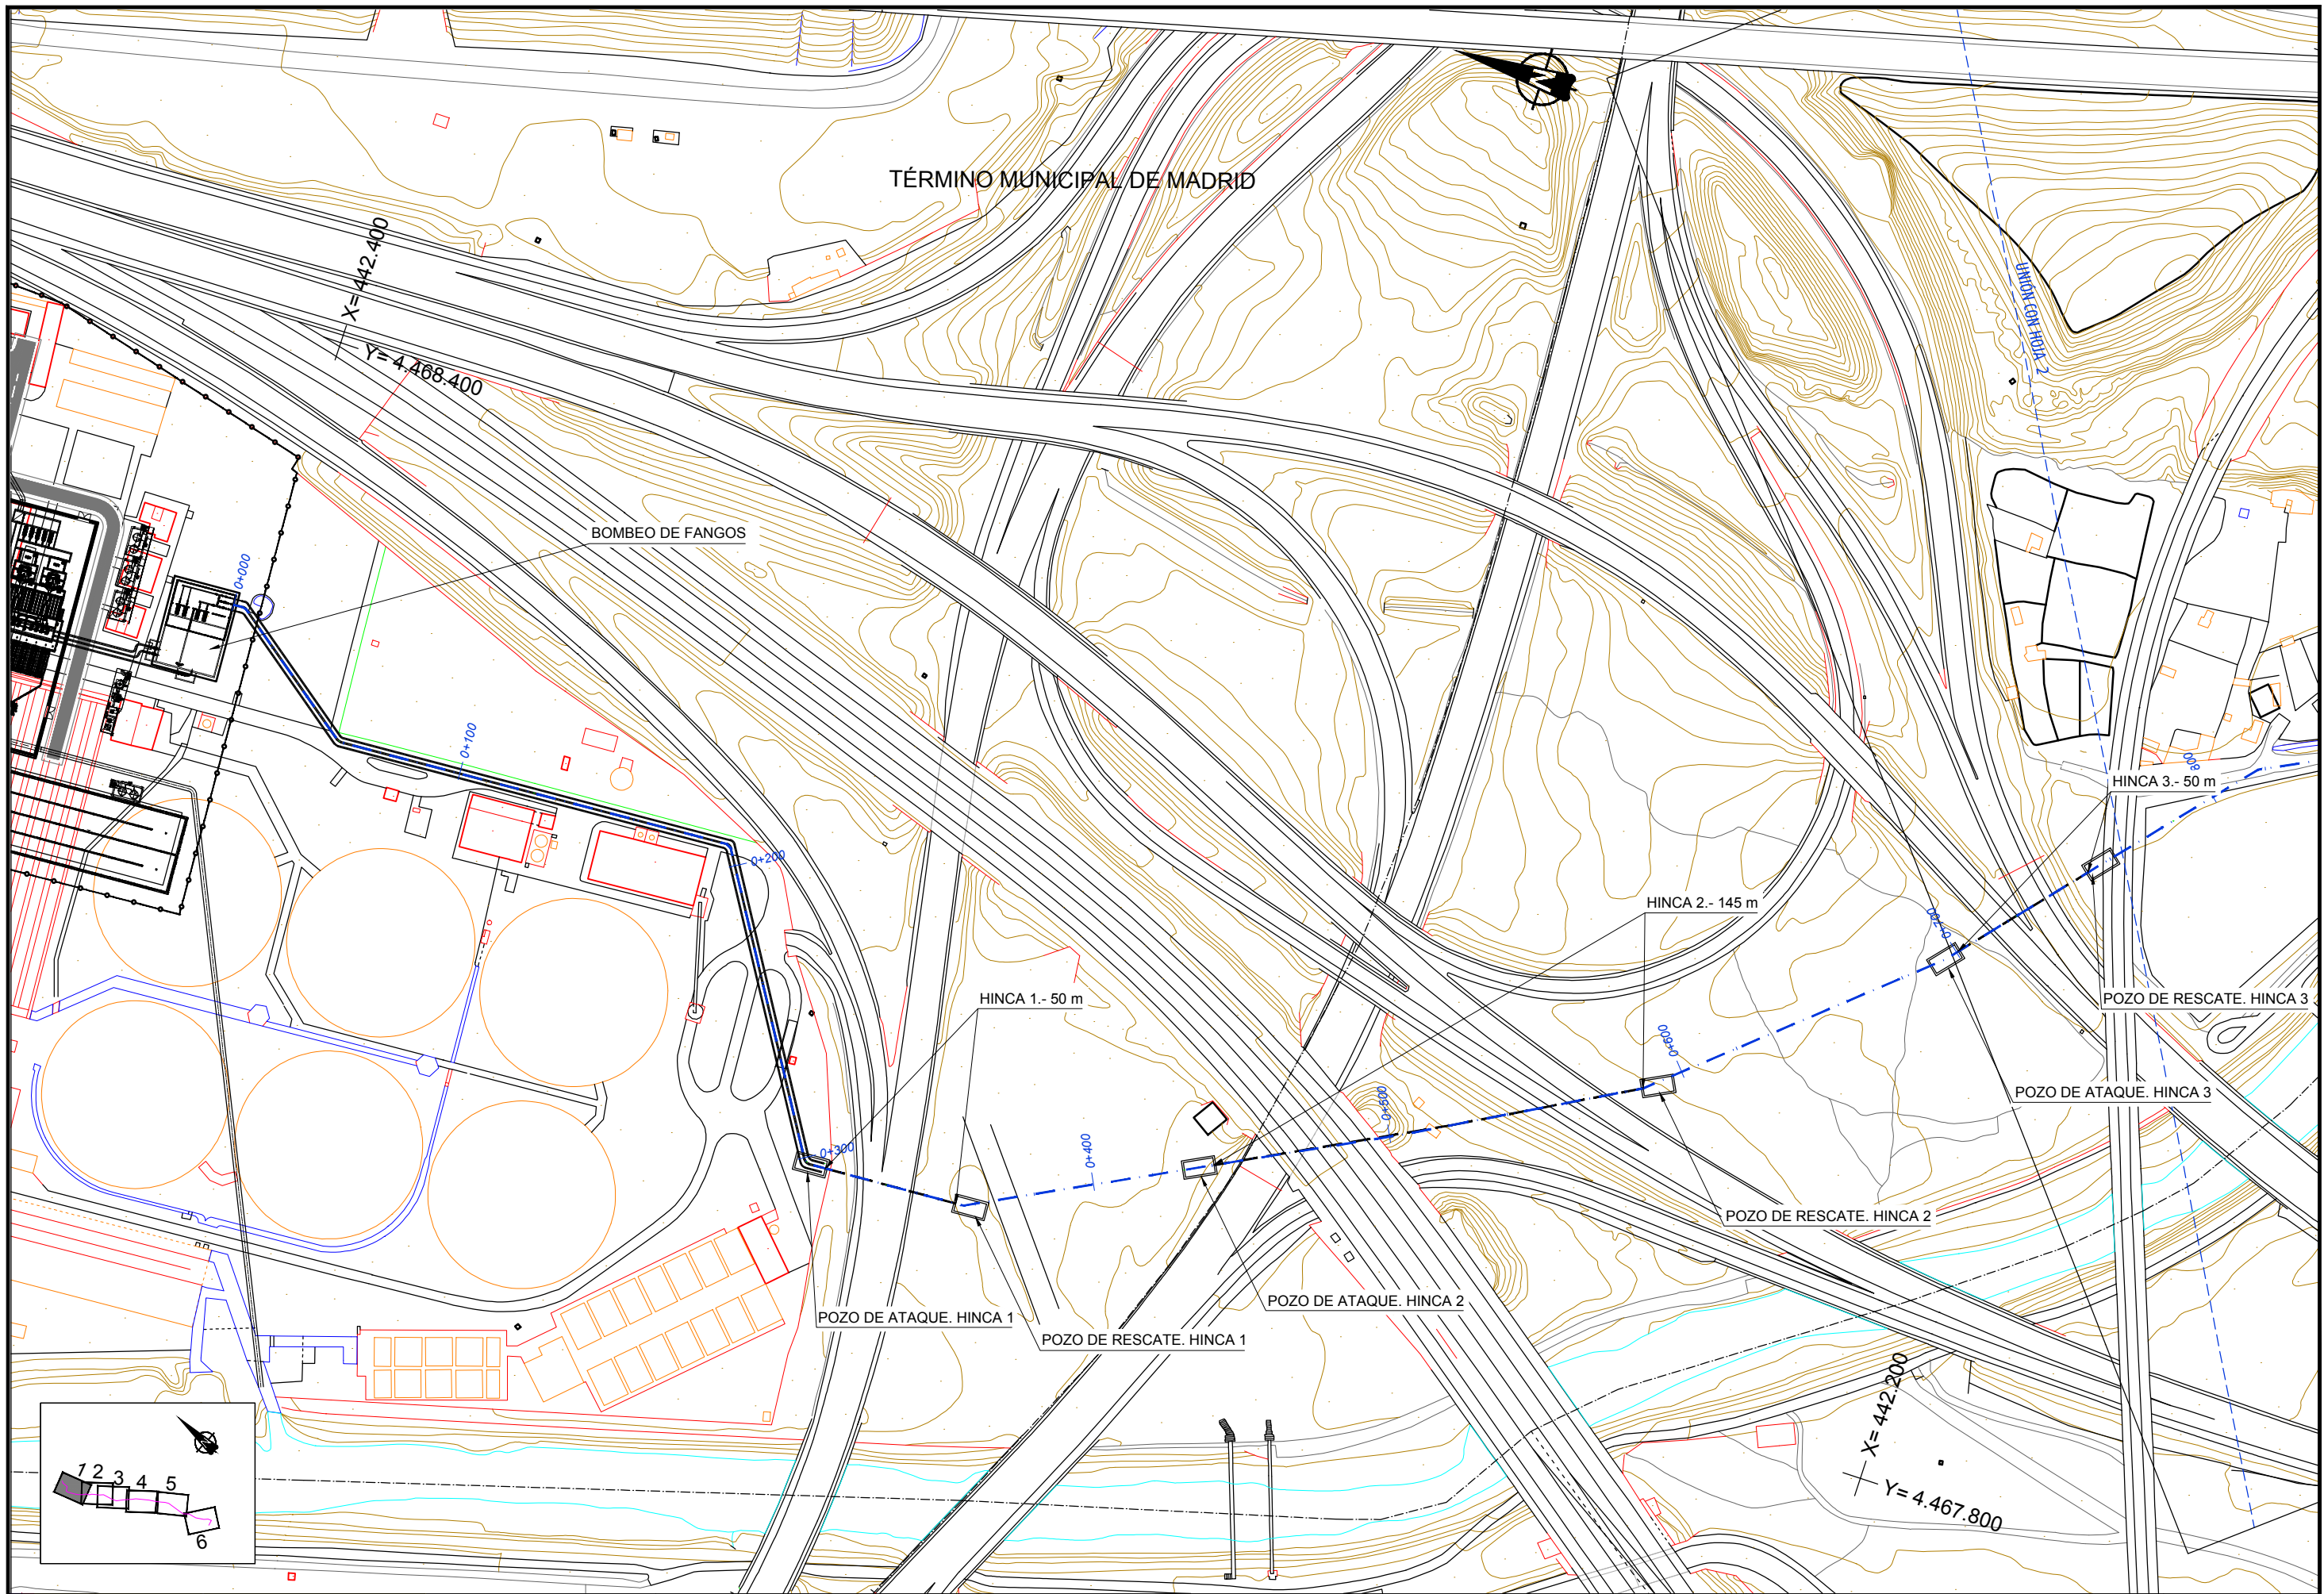 TÉRMINO MUNICIPAL DE MADRID
X= 442.400
Y= 4.468.400
UNIÓN CON HOJA 2
BOMBEO DE FANGOS
0+000
0+100
0+200
0+300
0+400
0+500
0+600
0+700
800
HINCA 3.- 50 m
HINCA 2.- 145 m
HINCA 1.- 50 m
POZO DE RESCATE. HINCA 3
POZO DE ATAQUE. HINCA 3
POZO DE RESCATE. HINCA 2
POZO DE ATAQUE. HINCA 2
POZO DE ATAQUE. HINCA 1
POZO DE RESCATE. HINCA 1
X= 442.200
Y= 4.467.800
1 2 3 4 5
6